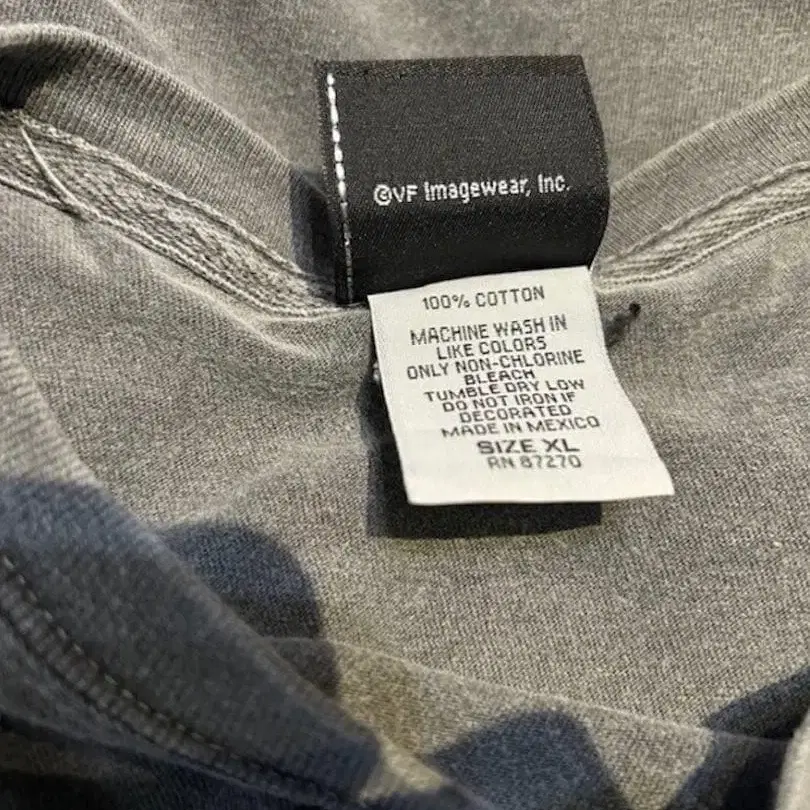 ©VF Imagewear, Inc.
100% COTTON
MACHINE WASH IN
LIKE COLORS
ONLY NON-CHLORINE
BLEACH
TUMBLE DRY LOW
DO NOT IRON IF
DECORATED
MADE IN MEXICO
SIZE XL
RN 87270